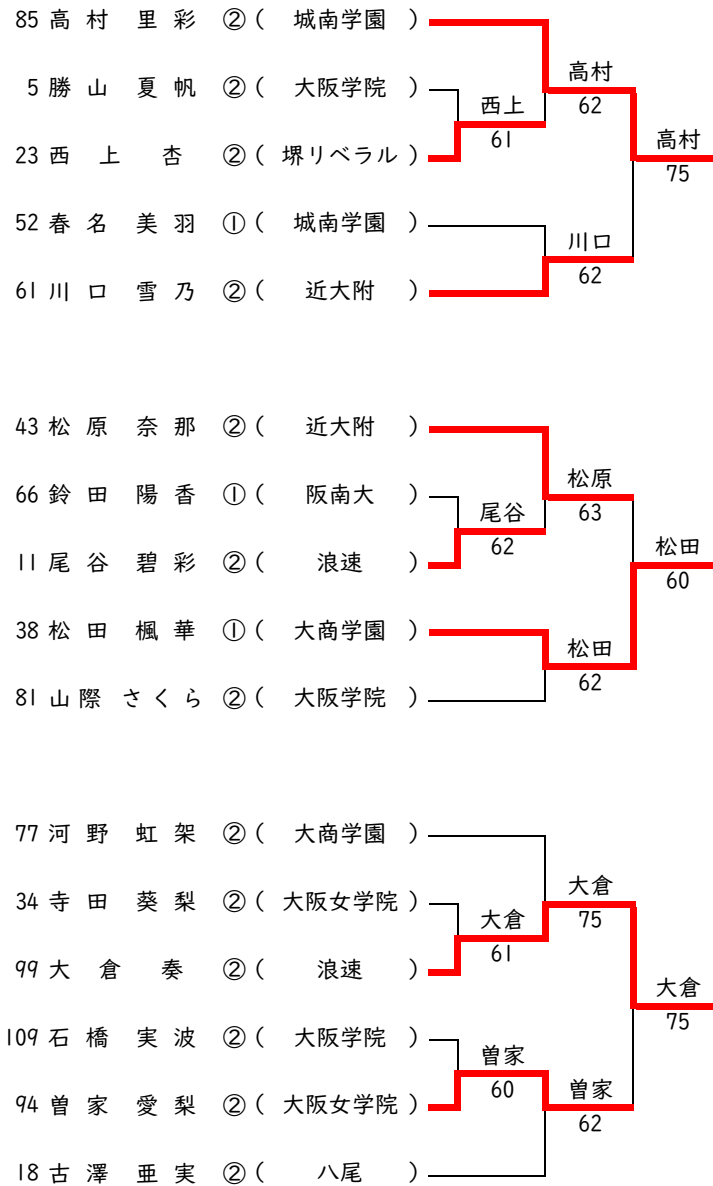 85 高村 里彩 ② ( 城南学園 )
高村
5 勝山 夏帆 ② ( 大阪学院 )
西上
62
61
高村
23 西上 杏 ② ( 堺リベラル )
75
52 春名 美羽 ① ( 城南学園 )
川口
62
61 川口 雪乃 ② ( 近大附 )
43 松原 奈那 ② ( 近大附 )
松原
66 鈴田 陽香 ① ( 阪南大 )
尾谷
63
62
松田
11 尾谷 碧彩 ② ( 浪速 )
60
38 松田 楓華 ① ( 大商学園 )
松田
62
81 山際 さくら ② ( 大阪学院 )
77 河野 虹架 ② ( 大商学園 )
大倉
34 寺田 葵梨 ② ( 大阪女学院 )
大倉
75
61
99 大倉 奏 ② ( 浪速 )
大倉
75
109 石橋 実波 ② ( 大阪学院 )
曽家
60
曽家
94 曽家 愛梨 ② ( 大阪女学院 )
62
18 古澤 亜実 ② ( 八尾 )